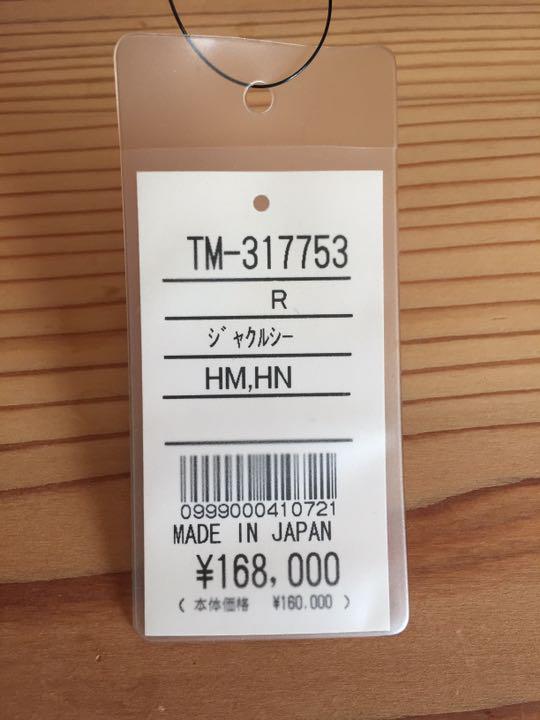 TM-317753
R
ｼﾞｬｸﾙｼｰ
HM,HN
0999000410721
MADE IN JAPAN
¥168,000
( 本体価格 ¥160,000 )